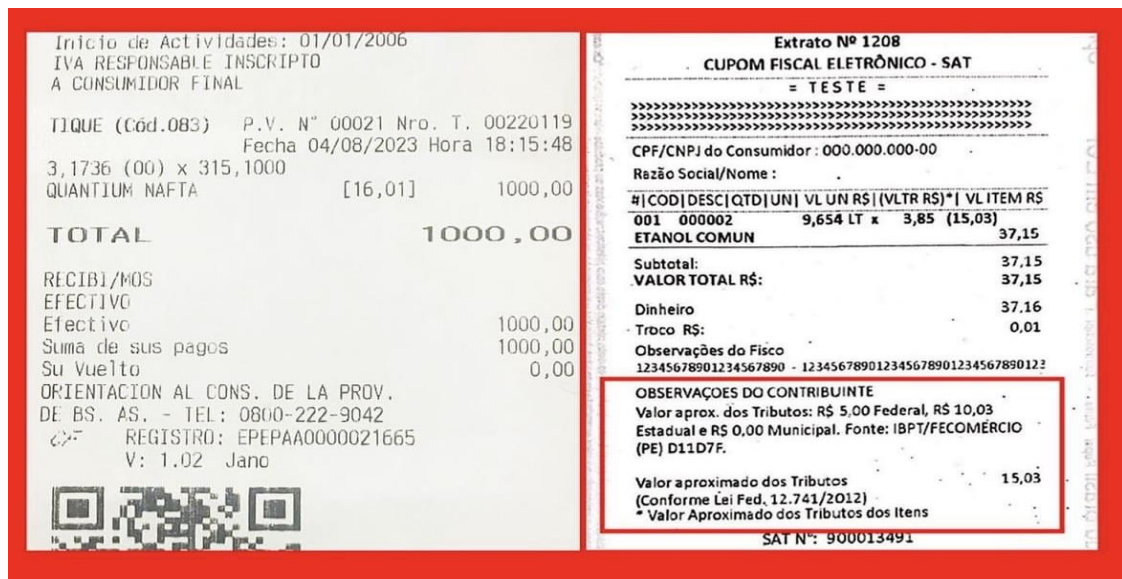 Inicio de Actividades: 01/01/2006
IVA RESPONSABLE INSCRIPTO
A CONSUMIDOR FINAL
TIQUE (Cód.083) P.V. N° 00021 Nro. T. 00220119
Fecha 04/08/2023 Hora 18:15:48
3,1736 (00) x 315,1000
QUANTIUM NAFTA [16,01] 1000,00
TOTAL 1000,00
RECIBI/MOS
EFECTIVO
Efectivo 1000,00
Suma de sus pagos 1000,00
Su Vuelto 0,00
ORIENTACION AL CONS. DE LA PROV.
DE BS. AS. - TEL: 0800-222-9042
CF REGISTRO: EPEPAA0000021665
V: 1.02 Jano
Extrato Nº 1208
CUPOM FISCAL ELETRÔNICO - SAT
= TESTE =
>>>>>>>>>>>>>>>>>>>>>>>>>>>>>>>>>>>>>>>>>>>>>>>>>>
>>>>>>>>>>>>>>>>>>>>>>>>>>>>>>>>>>>>>>>>>>>>>>>>>>
>>>>>>>>>>>>>>>>>>>>>>>>>>>>>>>>>>>>>>>>>>>>>>>>>>
CPF/CNPJ do Consumidor : 000.000.000-00
Razão Social/Nome :
#|COD|DESC|QTD|UN| VL UN R$|(VLTR R$)*| VL ITEM R$
001 000002 9,654 LT x 3,85 (15,03)
ETANOL COMUN 37,15
Subtotal: 37,15
VALOR TOTAL R$: 37,15
Dinheiro 37.16
Troco R$: 0,01
Observações do Fisco
12345678901234567890 - 123456789012345678901234567890123
OBSERVAÇOES DO CONTRIBUINTE
Valor aprox. dos Tributos: R$ 5,00 Federal, R$ 10,03
Estadual e R$ 0,00 Municipal. Fonte: IBPT/FECOMÉRCIO
(PE) D11D7F.
Valor aproximado dos Tributos 15,03
(Conforme Lei Fed. 12.741/2012)
* Valor Aproximado dos Tributos dos Itens
SAT N°: 900013491